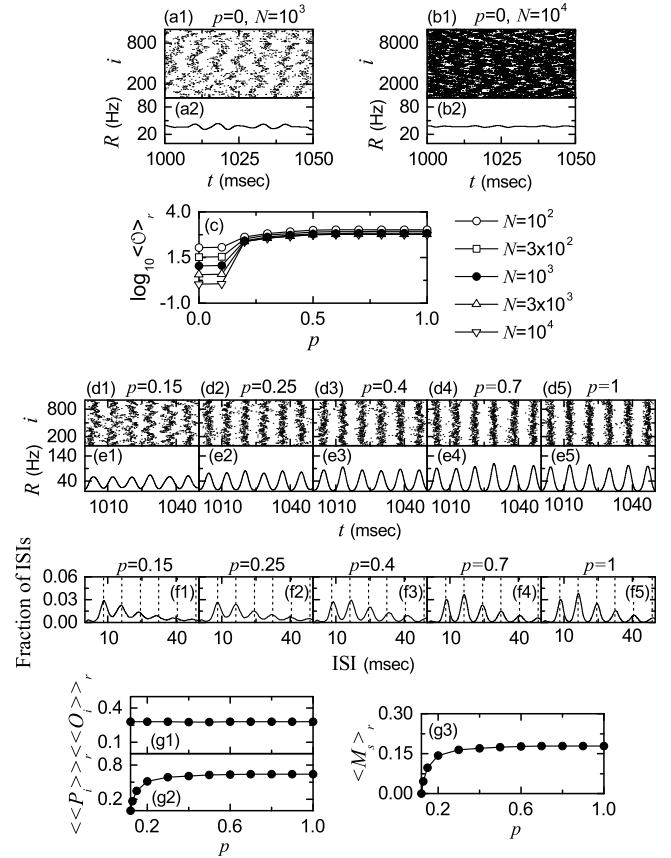 (a1) p=0, N=10³
(b1) p=0, N=10⁴
i
800
200
i
8000
2000
R (Hz)
80
20
(a2)
1000 1025 1050
t (msec)
R (Hz)
80
20
(b2)
1000 1025 1050
t (msec)
log₁₀ <O>ᵣ
4.0
1.5
-1.0
(c)
0.0 0.5 1.0
p
N=10²
N=3x10²
N=10³
N=3x10³
N=10⁴
(d1) p=0.15 (d2) p=0.25 (d3) p=0.4 (d4) p=0.7 (d5) p=1
i
800
200
R (Hz)
140
40
(e1) (e2) (e3) (e4) (e5)
1010 1040 1010 1040 1010 1040 1010 1040 1010 1040
t (msec)
p=0.15 p=0.25 p=0.4 p=0.7 p=1
Fraction of ISIs
0.06
0.03
0.00
(f1) (f2) (f3) (f4) (f5)
10 40 10 40 10 40 10 40 10 40
ISI (msec)
<<Oᵢ>>ᵣ
0.4
0.1
(g1)
<<Pᵢ>>ᵣ
0.8
0.2
(g2)
0.2 0.6 1.0
p
<Mₛ>ᵣ
0.30
0.15
0.00
(g3)
0.2 0.6 1.0
p